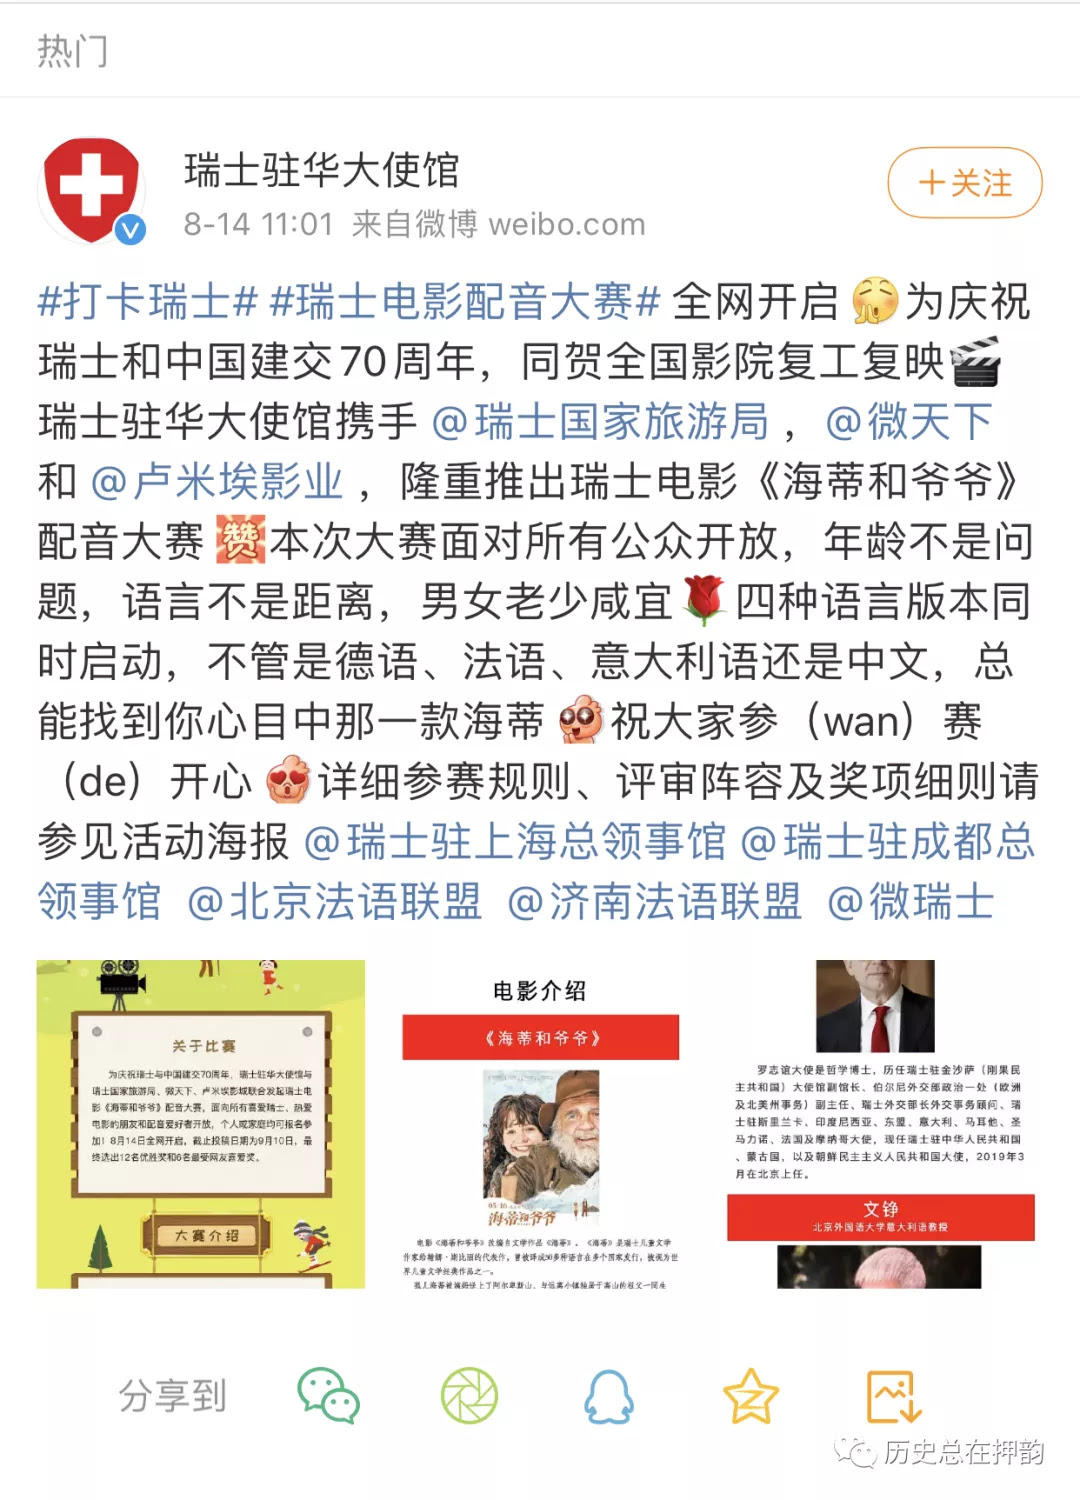 热门
瑞士驻华大使馆
+关注
8-14 11:01 来自微博 weibo.com
#打卡瑞士# #瑞士电影配音大赛# 全网开启 为庆祝
瑞士和中国建交70周年，同贺全国影院复工复映
瑞士驻华大使馆携手 @瑞士国家旅游局 ，@微天下
和 @卢米埃影业 ，隆重推出瑞士电影《海蒂和爷爷》
配音大赛 赞 本次大赛面对所有公众开放，年龄不是问
题，语言不是距离，男女老少咸宜 四种语言版本同
时启动，不管是德语、法语、意大利语还是中文，总
能找到你心目中那一款海蒂 祝大家参（wan）赛
（de）开心 详细参赛规则、评审阵容及奖项细则请
参见活动海报 @瑞士驻上海总领事馆 @瑞士驻成都总
领事馆 @北京法语联盟 @济南法语联盟 @微瑞士
关于比赛
为庆祝瑞士与中国建交70周年，瑞士驻华大使馆与
瑞士国家旅游局、微天下、卢米埃影城联合发起瑞士电
影《海蒂和爷爷》配音大赛，面向所有喜爱瑞士、热爱
电影的朋友和配音爱好者开放，个人或家庭均可报名参
加！8月14日全网开启，截止投稿日期为9月10日，最
终选出12名优胜奖和6名最受网友喜爱奖。
大赛介绍
电影介绍
《海蒂和爷爷》
05.16
海蒂和爷爷
电影《海蒂和爷爷》改编自文学作品《海蒂》。《海蒂》是瑞士儿童文学
作家约翰娜·斯比丽的代表作，曾被译成50多种语言在多个国家发行，被视为世
界儿童文学经典作品之一。
孤儿海蒂被姨妈送上了阿尔卑斯山，与远离小镇独居于高山的祖父一同生
罗志谊大使是哲学博士，历任瑞士驻金沙萨（刚果民
主共和国）大使馆副馆长、伯尔尼外交部政治一处（欧洲
及北美州事务）副主任、瑞士外交部长外交事务顾问、瑞
士驻斯里兰卡、印度尼西亚、东盟、意大利、马耳他、圣
马力诺、法国及摩纳哥大使，现任瑞士驻中华人民共和国
、蒙古国，以及朝鲜民主主义人民共和国大使，2019年3
月在北京上任。
文铮
北京外国语大学意大利语教授
分享到
历史总在押韵